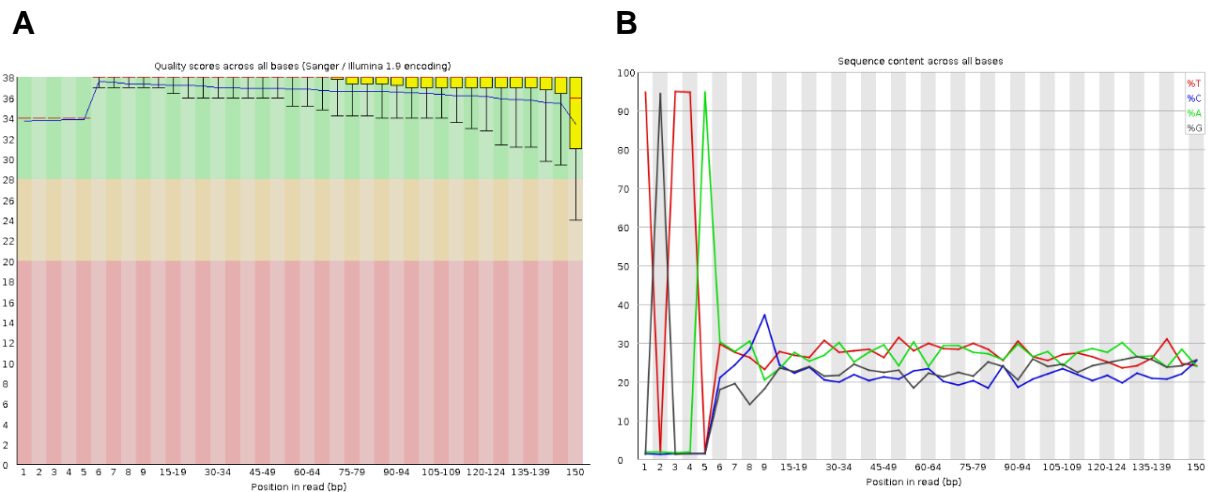 A
B
Quality scores across all bases (Sanger / Illumina 1.9 encoding)
38
36
34
32
30
28
26
24
22
20
18
16
14
12
10
8
6
4
2
0
1 2 3 4 5 6 7 8 9 15-19 30-34 45-49 60-64 75-79 90-94 105-109 120-124 135-139 150
Position in read (bp)
Sequence content across all bases
%T
%C
%A
%G
100
90
80
70
60
50
40
30
20
10
0
1 2 3 4 5 6 7 8 9 15-19 30-34 45-49 60-64 75-79 90-94 105-109 120-124 135-139 150
Position in read (bp)